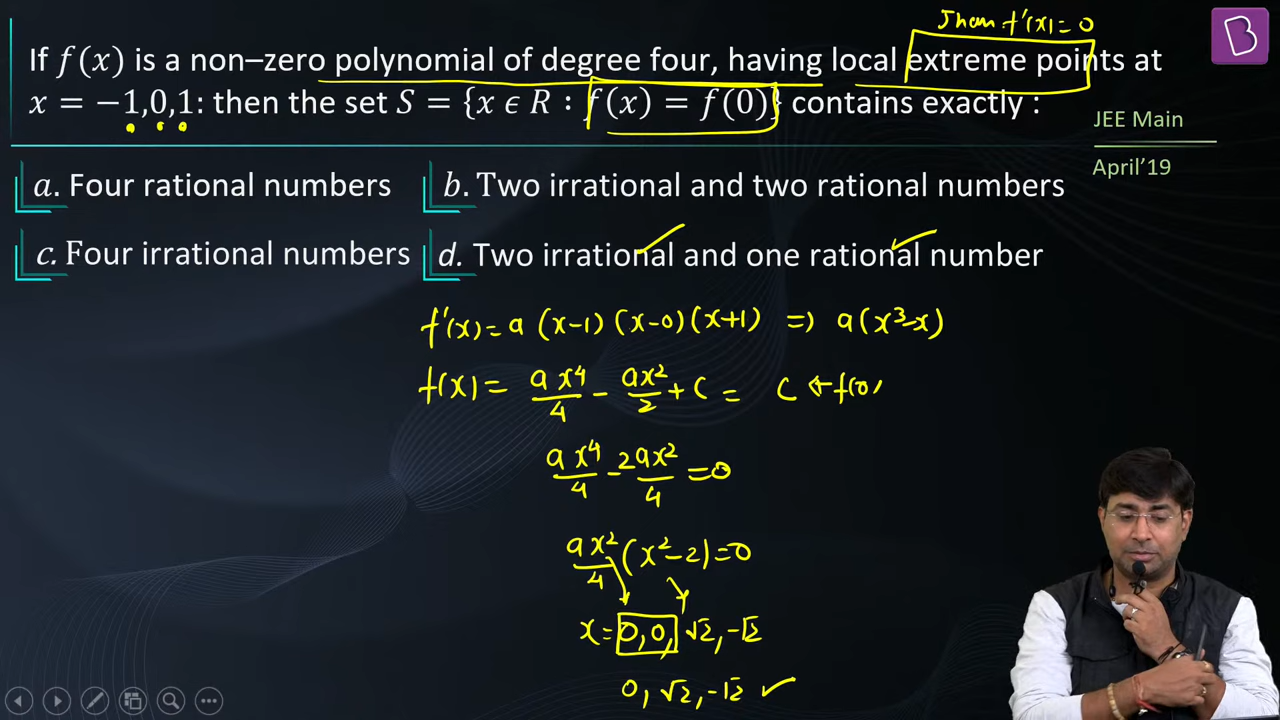 Then f'(x) = 0
If f(x) is a non–zero polynomial of degree four, having local extreme points at
x = −1,0,1: then the set S = {x ϵ R : f(x) = f(0)} contains exactly :
JEE Main
April'19
a. Four rational numbers
b. Two irrational and two rational numbers
c. Four irrational numbers
d. Two irrational and one rational number
f'(x) = a (x-1) (x-0) (x+1) => a(x³-x)
f(x) = ax⁴/4 - ax²/2 + c = c ← f(0)
ax⁴/4 - 2ax²/4 = 0
ax²/4 (x²-2) = 0
x = 0, 0, √2, -√2
0, √2, -√2 ✓